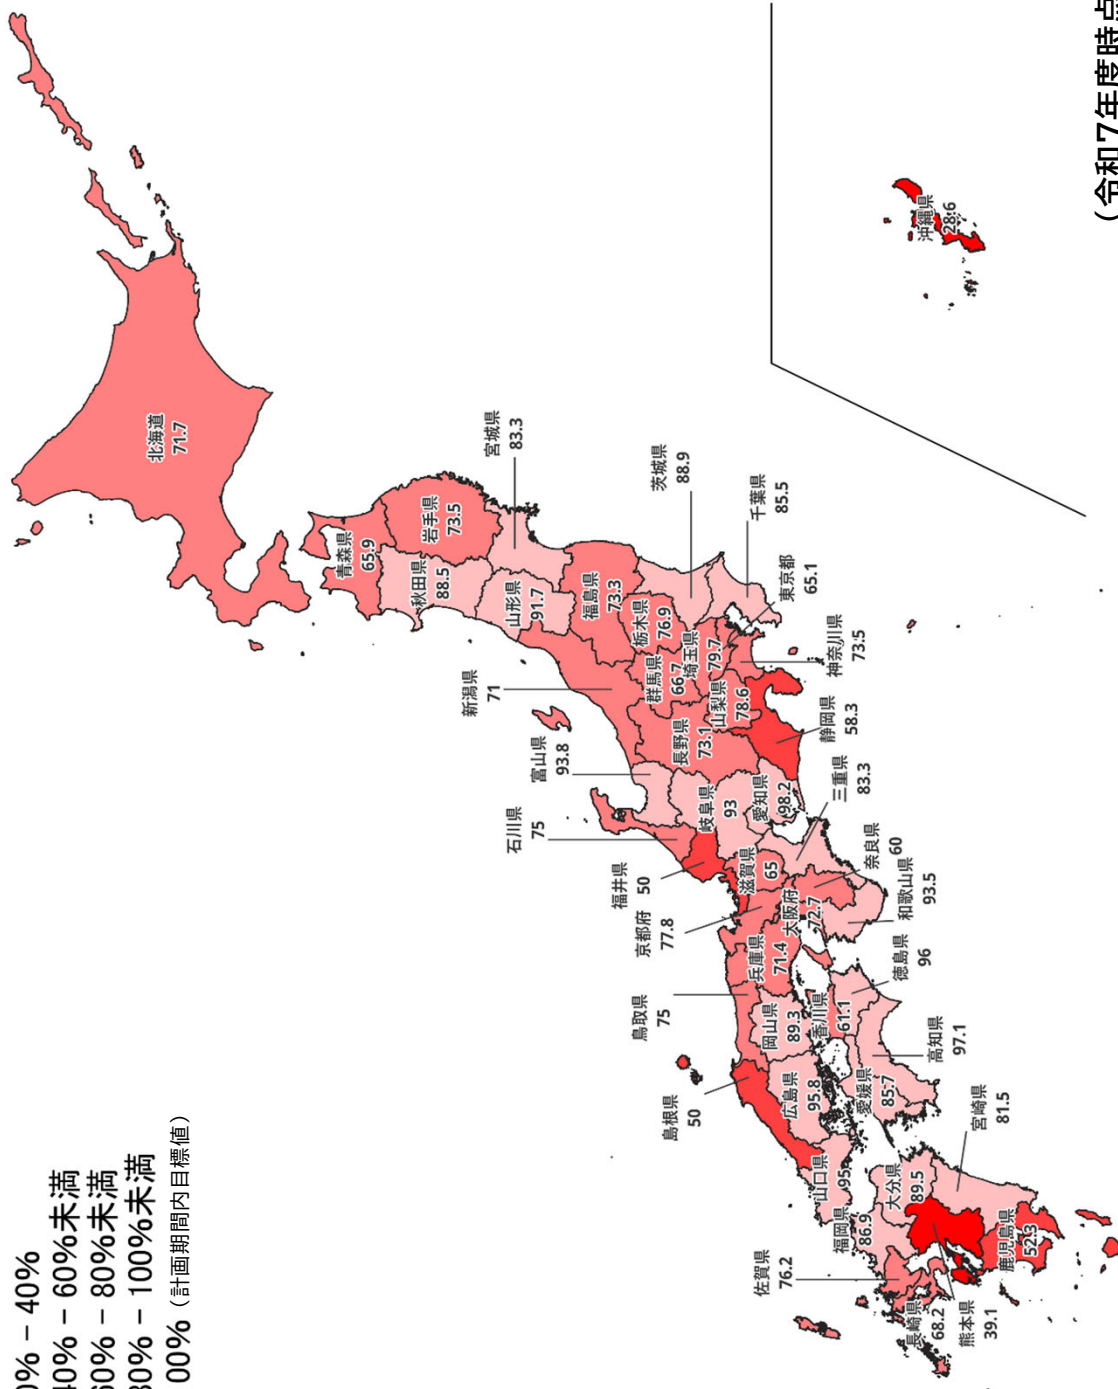 0% – 40%
40% – 60%未満
60% – 80%未満
80% – 100%未満
00%（計画期間内目標値）
北海道
71.7
青森県
65.9
岩手県
73.5
秋田県
88.5
宮城県
83.3
山形県
91.7
福島県
73.3
茨城県
88.9
栃木県
76.9
群馬県
66.7
埼玉県
79.7
千葉県
85.5
東京都
65.1
神奈川県
73.5
新潟県
71
富山県
93.8
石川県
75
福井県
50
山梨県
78.6
長野県
73.1
岐阜県
93
静岡県
58.3
愛知県
98.2
三重県
83.3
滋賀県
65
京都府
77.8
大阪府
72.7
兵庫県
71.4
奈良県
60
和歌山県
93.5
鳥取県
75
島根県
50
岡山県
89.3
広島県
95.8
山口県
95
徳島県
96
香川県
61.1
愛媛県
85.7
高知県
97.1
福岡県
86.9
佐賀県
76.2
長崎県
68.2
熊本県
39.1
大分県
89.5
宮崎県
81.5
鹿児島県
52.3
沖縄県
28.6
（令和7年度時点